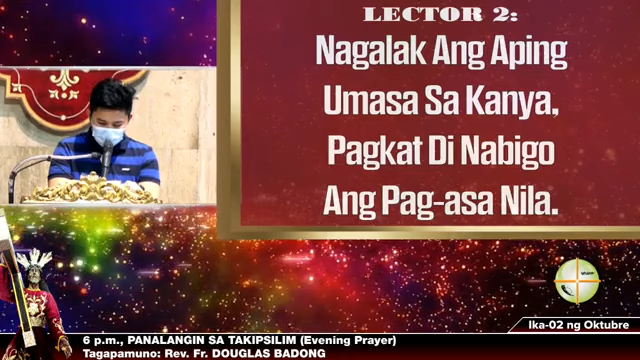 LECTOR 2:
Nagalak Ang Aping
Umasa Sa Kanya,
Pagkat Di Nabigo
Ang Pag-asa Nila.
Ika-02 ng Oktubre
6 p.m., PANALANGIN SA TAKIPSILIM (Evening Prayer)
Tagapamuno: Rev. Fr. DOUGLAS BADONG